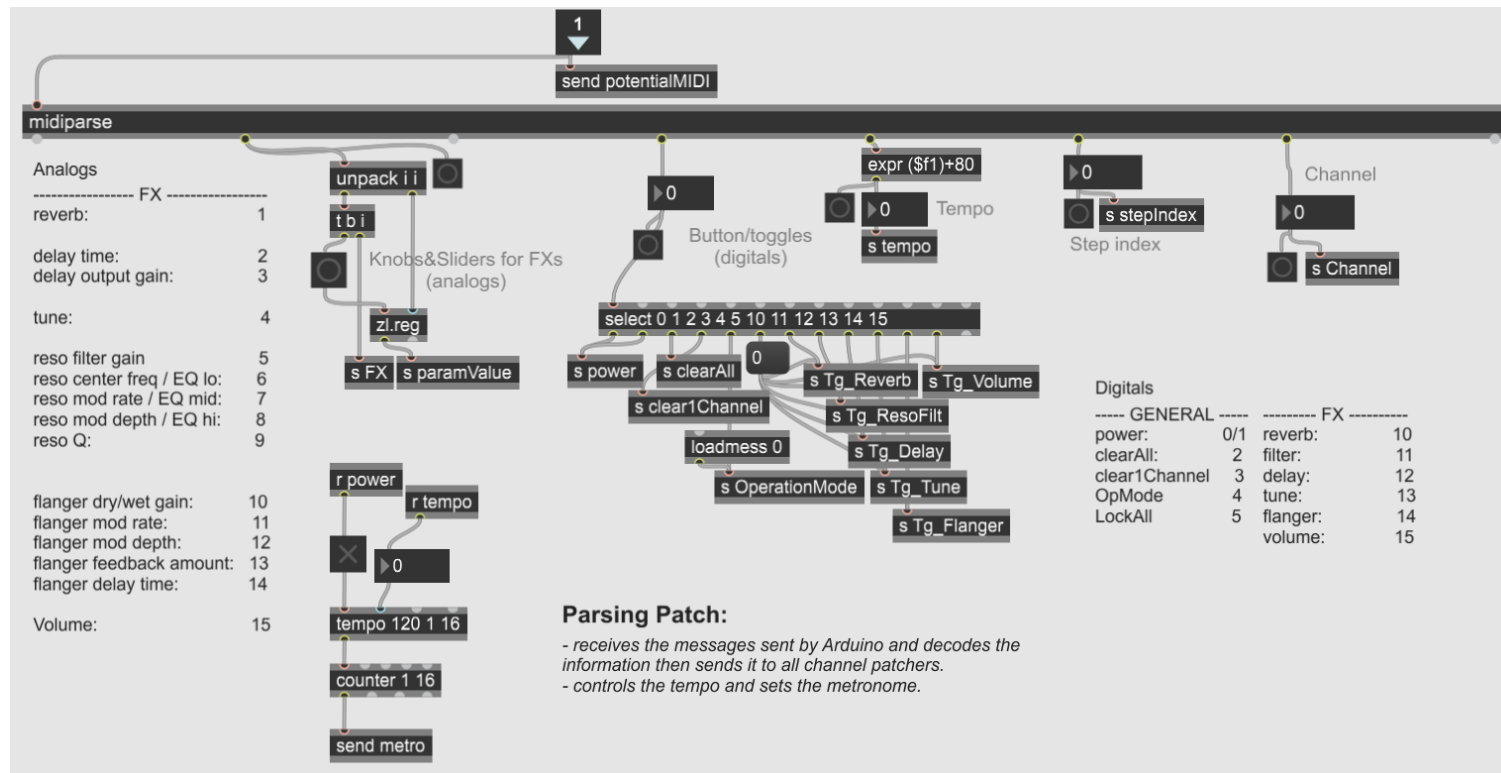 1
send potentialMIDI
midiparse
Analogs
----------------- FX ------------------
reverb: 1
delay time: 2
delay output gain: 3
tune: 4
reso filter gain 5
reso center freq / EQ lo: 6
reso mod rate / EQ mid: 7
reso mod depth / EQ hi: 8
reso Q: 9
flanger dry/wet gain: 10
flanger mod rate: 11
flanger mod depth: 12
flanger feedback amount: 13
flanger delay time: 14
Volume: 15
unpack i i
t b i
Knobs&Sliders for FXs
(analogs)
zl.reg
s FX
s paramValue
r power
r tempo
0
tempo 120 1 16
counter 1 16
send metro
0
Button/toggles
(digitals)
select 0 1 2 3 4 5 10 11 12 13 14 15
s power
s clearAll
0
s Tg_Reverb
s Tg_Volume
s clear1Channel
s Tg_ResoFilt
loadmess 0
s Tg_Delay
s OperationMode
s Tg_Tune
s Tg_Flanger
expr ($f1)+80
0
Tempo
s tempo
0
s stepIndex
Step index
Channel
0
s Channel
Digitals
----- GENERAL ----- --------- FX ----------
power: 0/1 reverb: 10
clearAll: 2 filter: 11
clear1Channel 3 delay: 12
OpMode 4 tune: 13
LockAll 5 flanger: 14
volume: 15
Parsing Patch:
- receives the messages sent by Arduino and decodes the
information then sends it to all channel patchers.
- controls the tempo and sets the metronome.